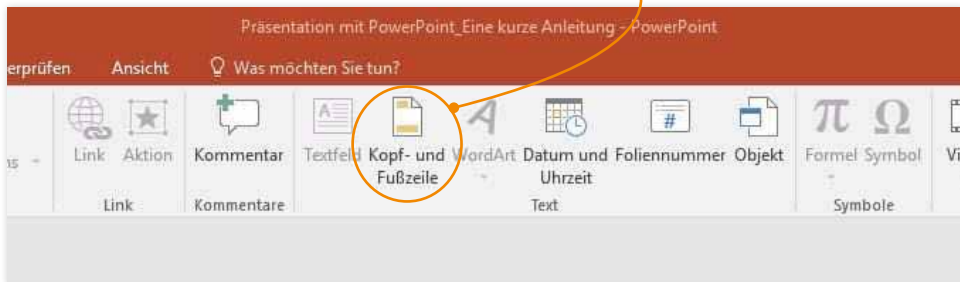 Präsentation mit PowerPoint_Eine kurze Anleitung - PowerPoint
erprüfen Ansicht Was möchten Sie tun?
Link Aktion Kommentar Textfeld Kopf- und WordArt Datum und Foliennummer Objekt Formel Symbol
Fußzeile Uhrzeit
Link Kommentare Text Symbole